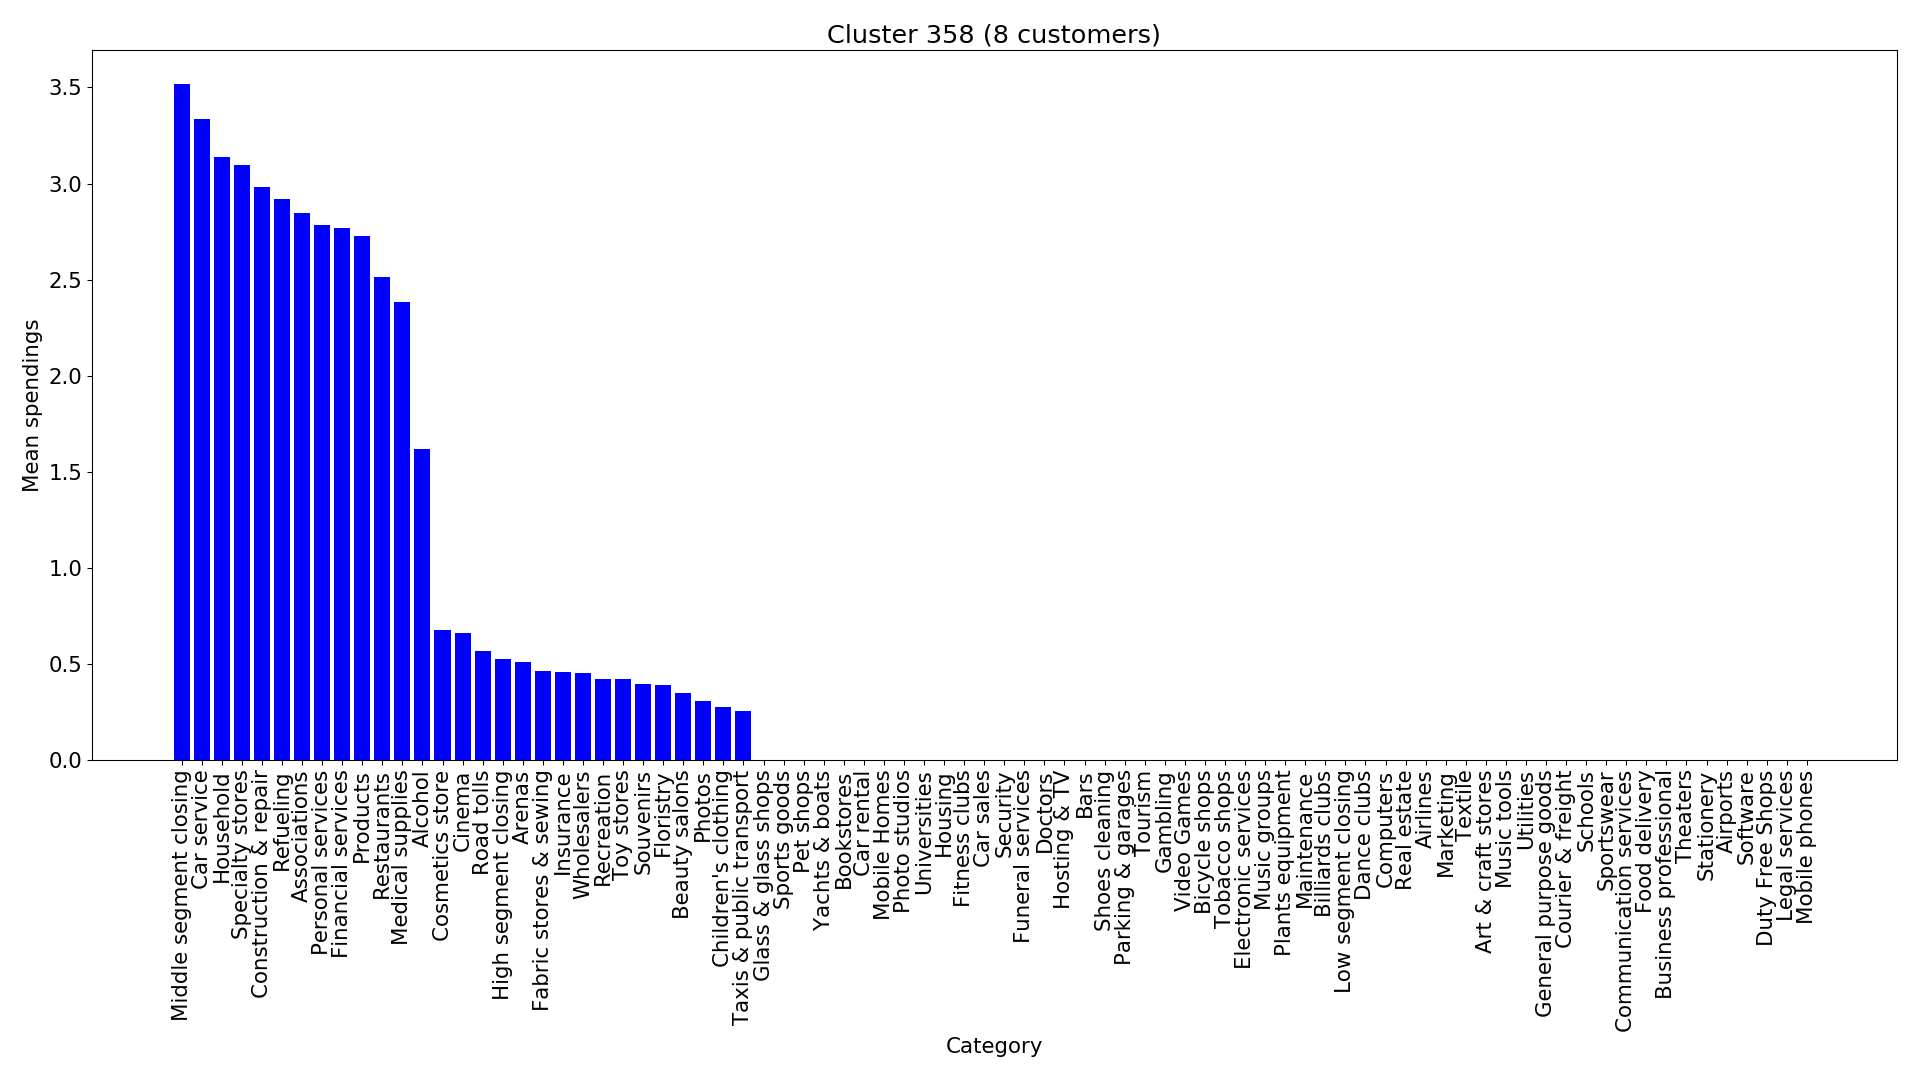 Cluster 358 (8 customers)
Mean spendings
3.5
3.0
2.5
2.0
1.5
1.0
0.5
0.0
Middle segment closing
Car service
Household
Specialty stores
Construction & repair
Refueling
Associations
Personal services
Financial services
Products
Restaurants
Medical supplies
Alcohol
Cosmetics store
Cinema
Road tolls
High segment closing
Arenas
Fabric stores & sewing
Insurance
Wholesallers
Recreation
Toy stores
Souvenirs
Floristry
Beauty salons
Photos
Children's clothing
Taxis & public transport
Glass & glass shops
Sports goods
Pet shops
Yachts & boats
Bookstores
Car rental
Mobile Homes
Photo studios
Universities
Housing
Fitness clubs
Car sales
Security
Funeral services
Doctors
Hosting & TV
Bars
Shoes cleaning
Parking & garages
Tourism
Gambling
Video Games
Bicycle shops
Tobacco shops
Electronic services
Music groups
Plants equipment
Maintenance
Billiards clubs
Low segment closing
Dance clubs
Computers
Real estate
Airlines
Marketing
Textile
Art & craft stores
Music tools
Utilities
General purpose goods
Courier & freight
Schools
Sportswear
Communication services
Food delivery
Business professional
Theaters
Stationery
Airports
Software
Duty Free Shops
Legal services
Mobile phones
Category